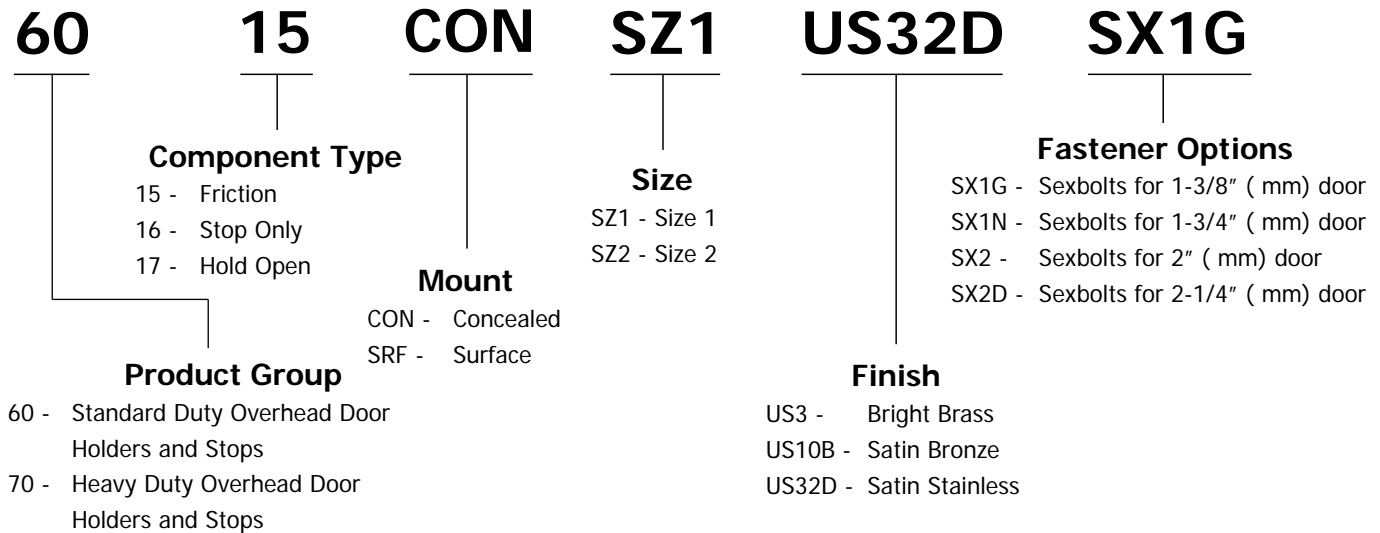 60 15 CON SZ1 US32D SX1G
Component Type
15 - Friction
16 - Stop Only
17 - Hold Open
Product Group
60 - Standard Duty Overhead Door
Holders and Stops
70 - Heavy Duty Overhead Door
Holders and Stops
Mount
CON - Concealed
SRF - Surface
Size
SZ1 - Size 1
SZ2 - Size 2
Finish
US3 - Bright Brass
US10B - Satin Bronze
US32D - Satin Stainless
Fastener Options
SX1G - Sexbolts for 1-3/8” ( mm) door
SX1N - Sexbolts for 1-3/4” ( mm) door
SX2 - Sexbolts for 2” ( mm) door
SX2D - Sexbolts for 2-1/4” ( mm) door